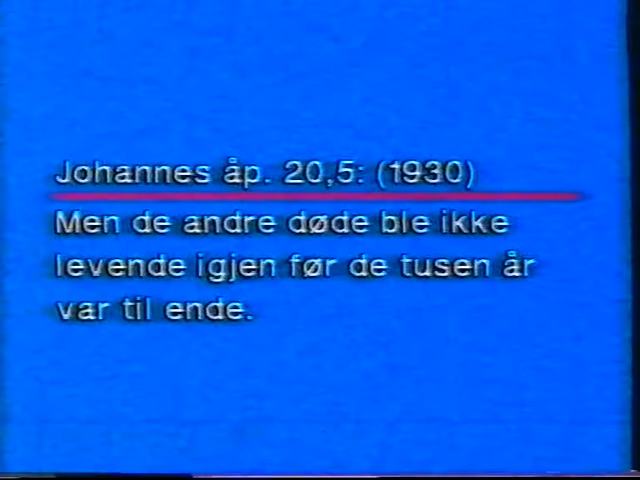 Johannes åp. 20,5: (1930)
Men de andre døde ble ikke
levende igjen før de tusen år
var til ende.